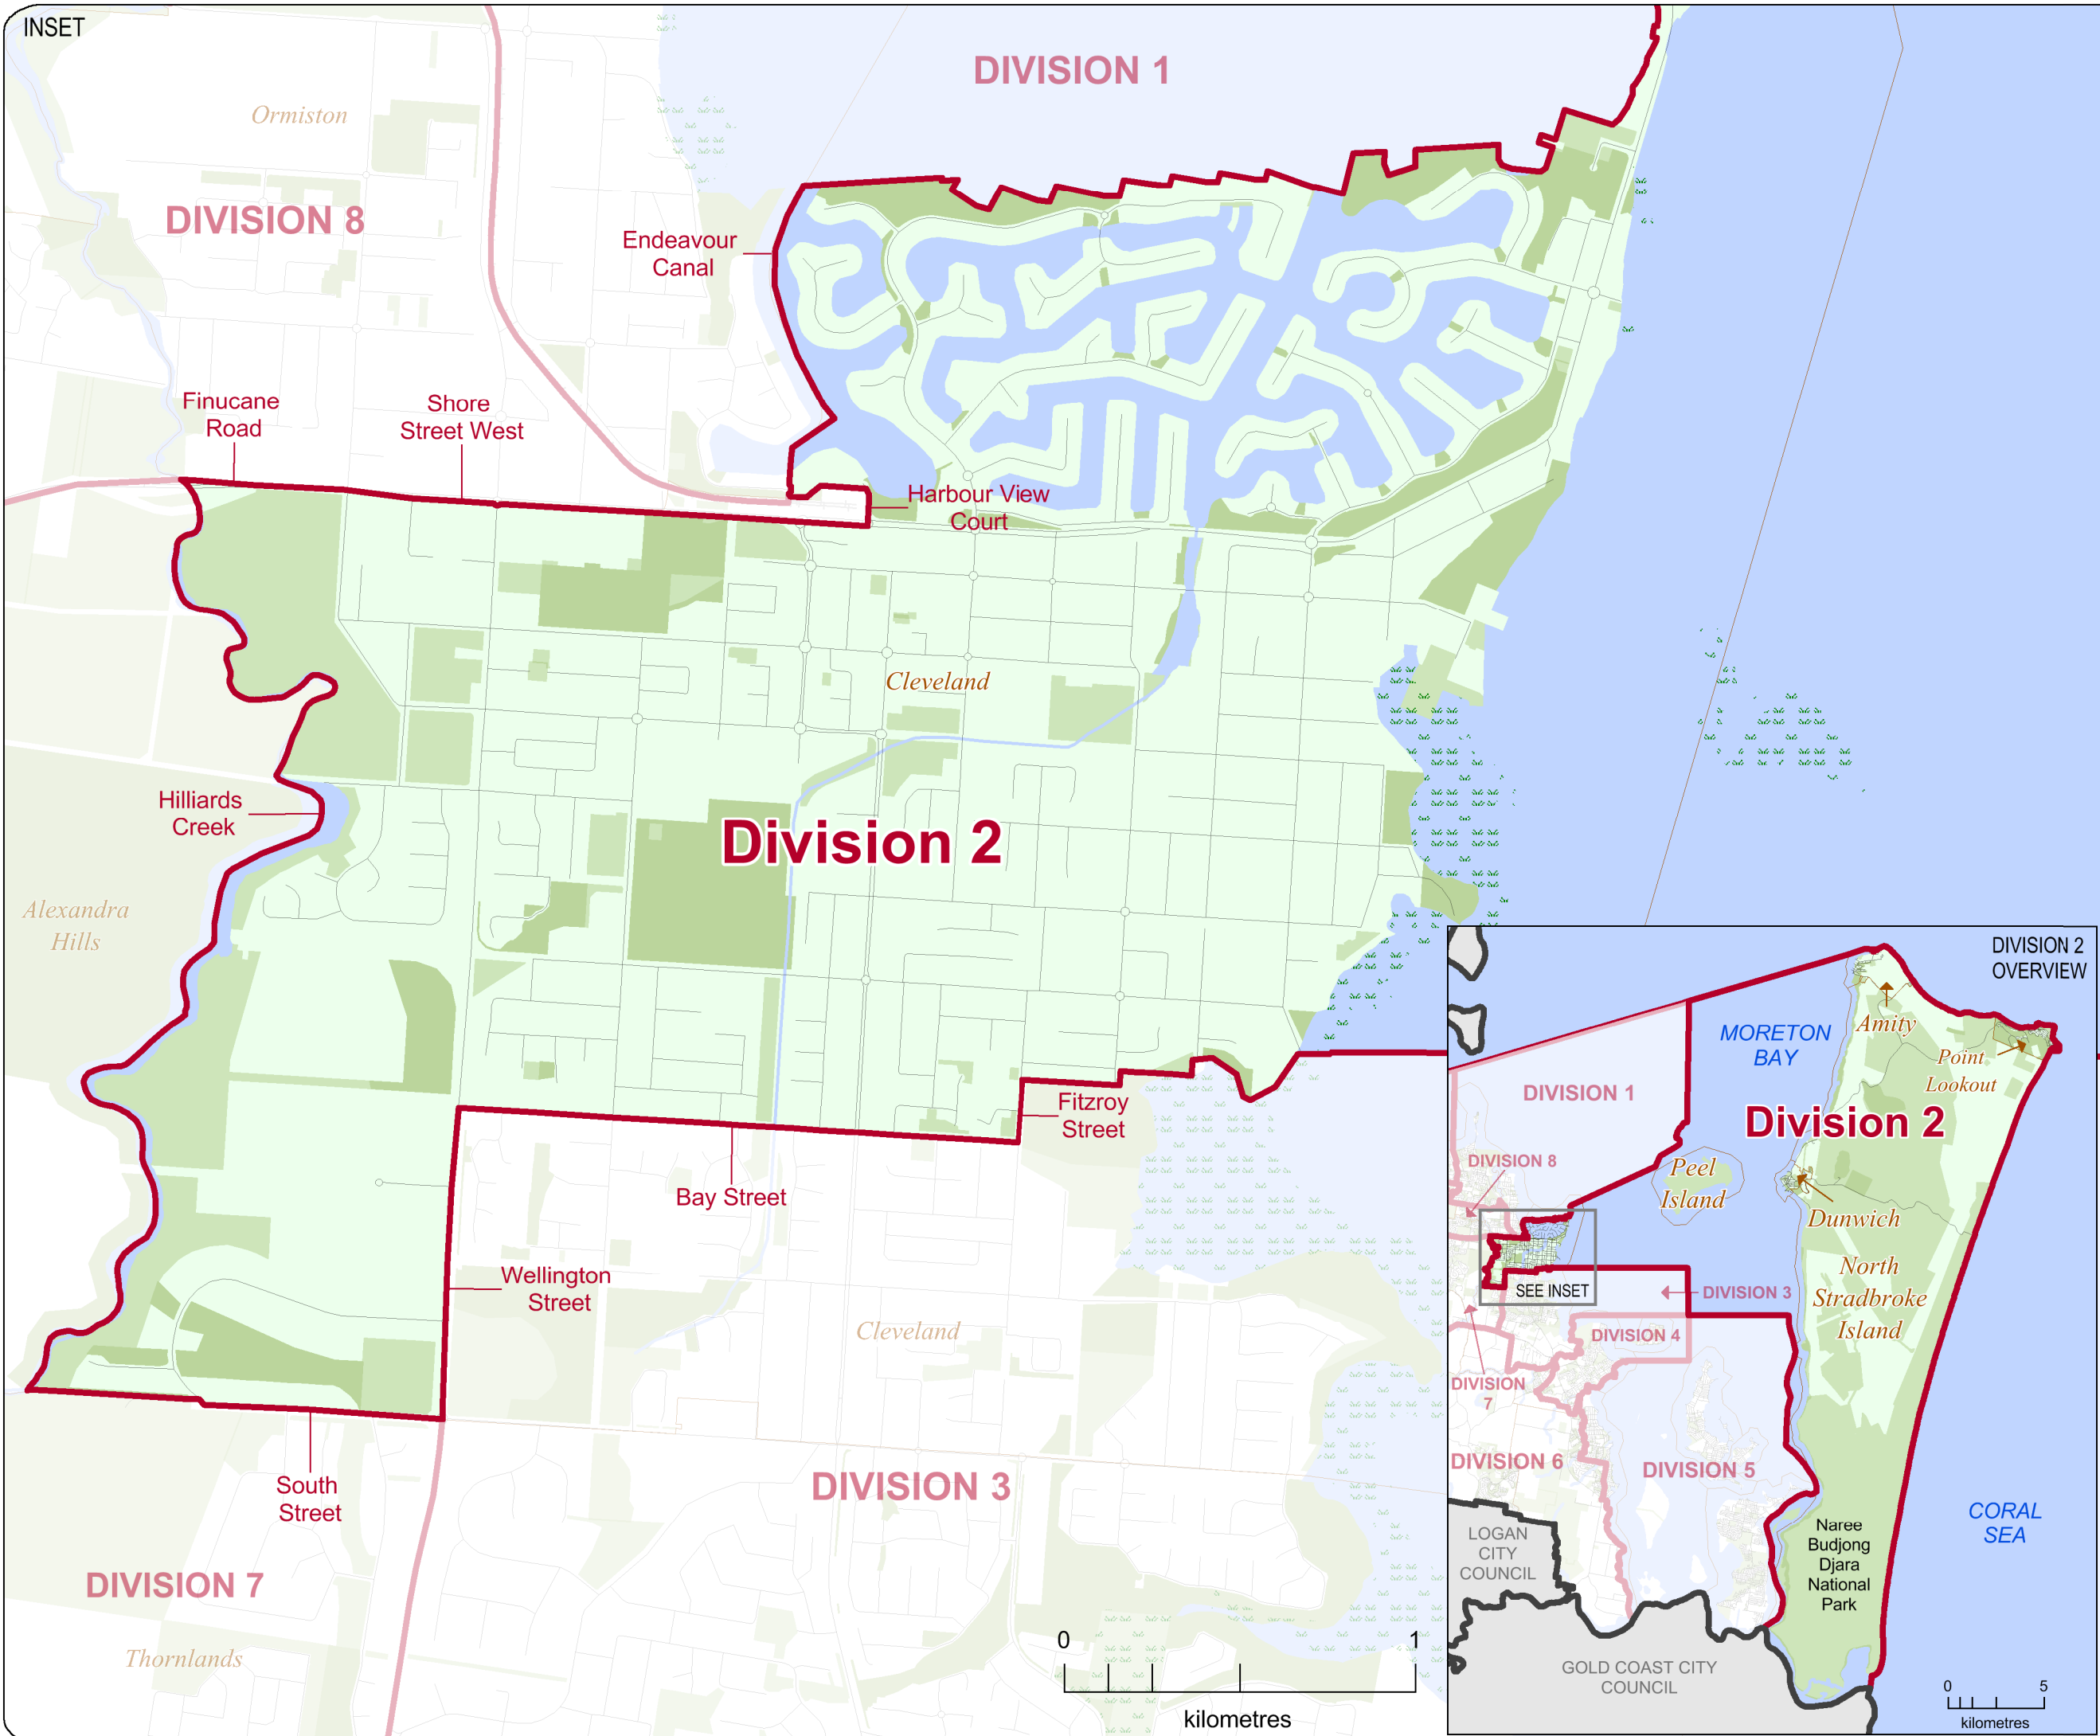 INSET
DIVISION 1
Ormiston
DIVISION 8
Endeavour
Canal
Finucane
Road
Shore
Street West
Harbour View
Court
Cleveland
Hilliards
Creek
Division 2
Alexandra
Hills
Fitzroy
Street
Bay Street
Wellington
Street
Cleveland
South
Street
DIVISION 3
DIVISION 7
Thornlands
0 1
kilometres
DIVISION 2
OVERVIEW
MORETON
BAY
Amity
Point
Lookout
DIVISION 1
Division 2
DIVISION 8
Peel
Island
Dunwich
North
Stradbroke
Island
SEE INSET
DIVISION 3
DIVISION 4
DIVISION
7
DIVISION 6
DIVISION 5
CORAL
SEA
Naree
Budjong
Djara
National
Park
LOGAN
CITY
COUNCIL
GOLD COAST CITY
COUNCIL
0 5
kilometres